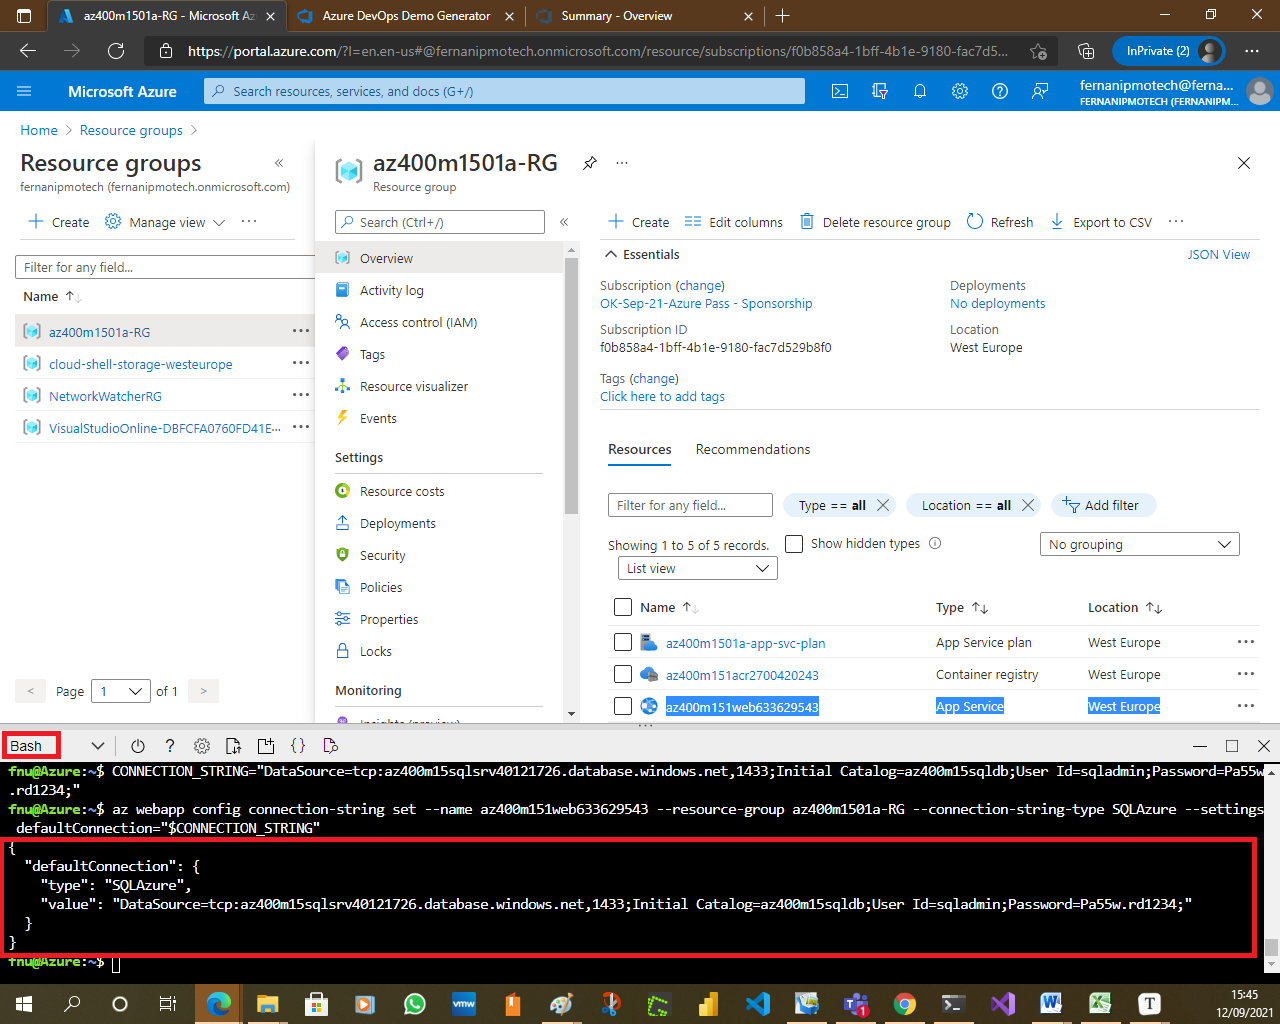 az400m1501a-RG - Microsoft Az
Azure DevOps Demo Generator
Summary - Overview
https://portal.azure.com/?l=en.en-us#@fernanipmotech.onmicrosoft.com/resource/subscriptions/f0b858a4-1bff-4b1e-9180-fac7d5...
InPrivate (2)
Microsoft Azure
Search resources, services, and docs (G+/)
fernanipmotech@ferna...
FERNANIPMOTECH (FERNANIPM...
Home > Resource groups >
Resource groups
fernanipmotech (fernanipmotech.onmicrosoft.com)
Create
Manage view
Filter for any field...
Name
az400m1501a-RG
cloud-shell-storage-westeurope
NetworkWatcherRG
VisualStudioOnline-DBFCFA0760FD41E...
< Page 1 of 1 >
az400m1501a-RG
Resource group
Search (Ctrl+/)
Overview
Activity log
Access control (IAM)
Tags
Resource visualizer
Events
Settings
Resource costs
Deployments
Security
Policies
Properties
Locks
Monitoring
Insights (preview)
Create
Edit columns
Delete resource group
Refresh
Export to CSV
Essentials
JSON View
Subscription (change)
OK-Sep-21-Azure Pass - Sponsorship
Subscription ID
f0b858a4-1bff-4b1e-9180-fac7d529b8f0
Tags (change)
Click here to add tags
Deployments
No deployments
Location
West Europe
Resources
Recommendations
Filter for any field...
Type == all
Location == all
Add filter
Showing 1 to 5 of 5 records.
Show hidden types
No grouping
List view
Name Type Location
az400m1501a-app-svc-plan App Service plan West Europe
az400m151acr2700420243 Container registry West Europe
az400m151web633629543 App Service West Europe
Bash
fnu@Azure:~$ CONNECTION_STRING="DataSource=tcp:az400m15sqlsrv40121726.database.windows.net,1433;Initial Catalog=az400m15sqldb;User Id=sqladmin;Password=Pa55w
.rd1234;"
fnu@Azure:~$ az webapp config connection-string set --name az400m151web633629543 --resource-group az400m1501a-RG --connection-string-type SQLAzure --settings
defaultConnection="$CONNECTION_STRING"
{
"defaultConnection": {
"type": "SQLAzure",
"value": "DataSource=tcp:az400m15sqlsrv40121726.database.windows.net,1433;Initial Catalog=az400m15sqldb;User Id=sqladmin;Password=Pa55w.rd1234;"
}
}
fnu@Azure:~$
vmw
1
T
15:45
12/09/2021